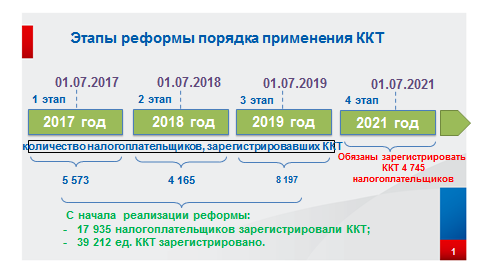 Этапы реформы порядка применения ККТ
01.07.2017 01.07.2018 01.07.2019 01.07.2021
1 этап 2 этап 3 этап 4 этап
2017 год 2018 год 2019 год 2021 год
количество налогоплательщиков, зарегистрировавших ККТ
Обязаны зарегистрировать
ККТ 4 745
налогоплательщиков
5 573 4 165 8 197
С начала реализации реформы:
- 17 935 налогоплательщиков зарегистрировали ККТ;
- 39 212 ед. ККТ зарегистрировано.
1